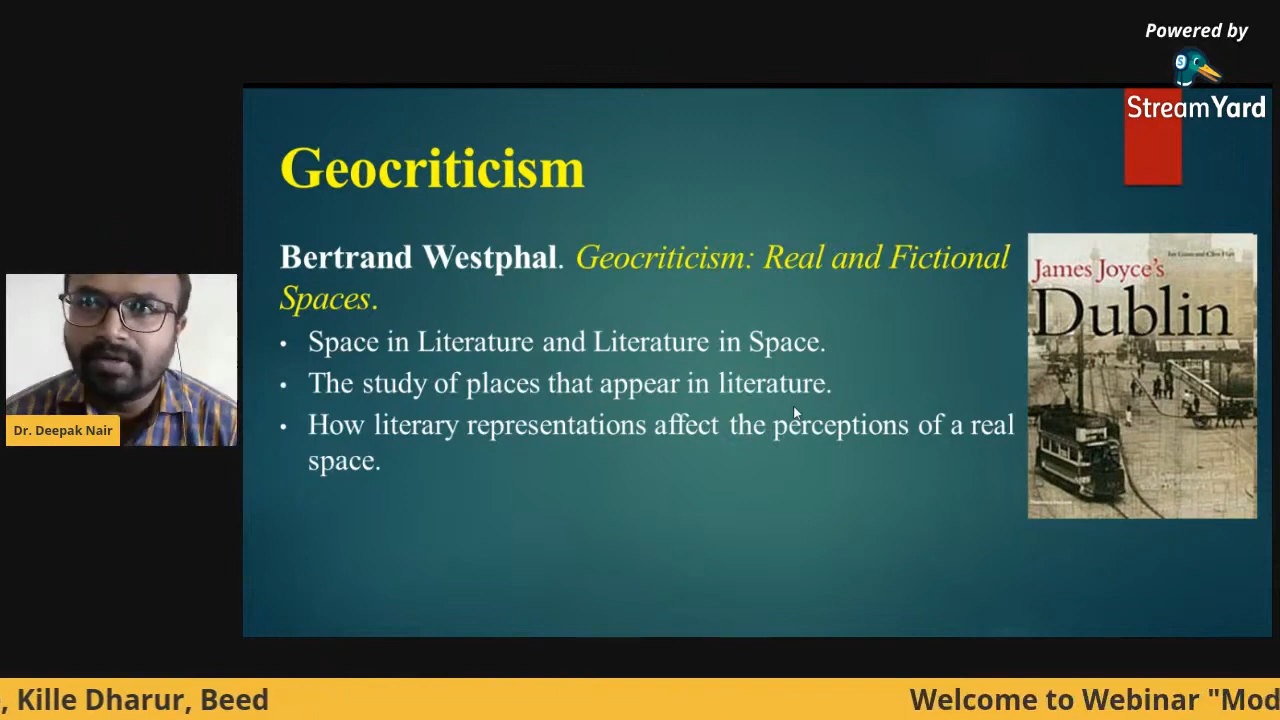 Powered by
StreamYard
Geocriticism
Bertrand Westphal. Geocriticism: Real and Fictional
Spaces.
• Space in Literature and Literature in Space.
• The study of places that appear in literature.
• How literary representations affect the perceptions of a real
space.
James Joyce's
Dublin
Dr. Deepak Nair
, Kille Dharur, Beed
Welcome to Webinar "Mod